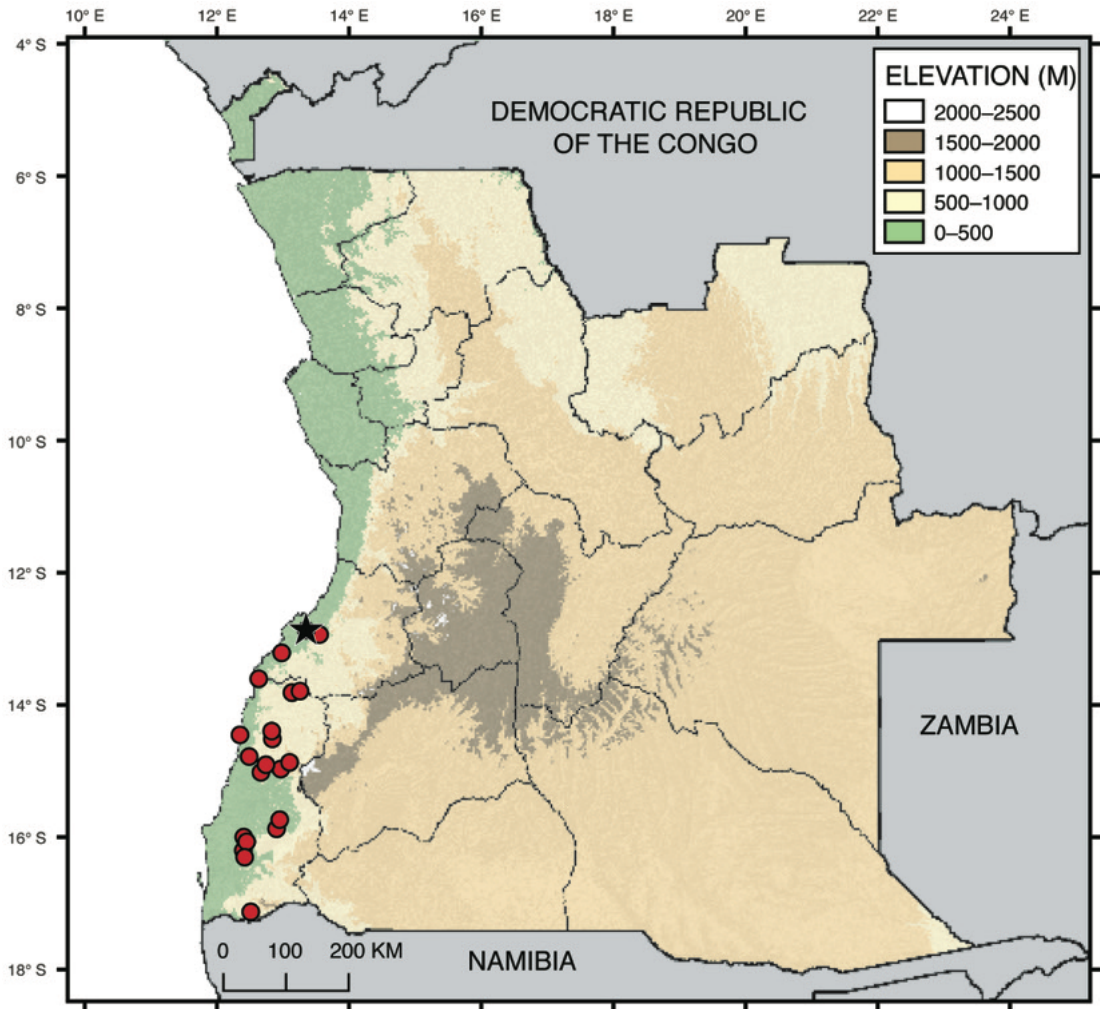 10° E 12° E 14° E 16° E 18° E 20° E 22° E 24° E
4° S
ELEVATION (M)
2000–2500
1500–2000
1000–1500
500–1000
0–500
DEMOCRATIC REPUBLIC
OF THE CONGO
6° S
8° S
10° S
12° S
14° S
ZAMBIA
16° S
0 100 200 KM
NAMIBIA
18° S